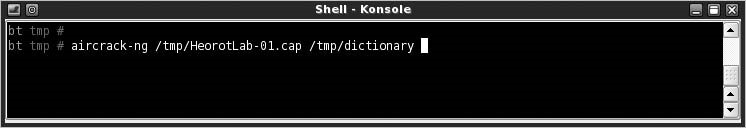 Shell - Konsole
bt tmp #
bt tmp # aircrack-ng /tmp/HeorotLab-01.cap /tmp/dictionary